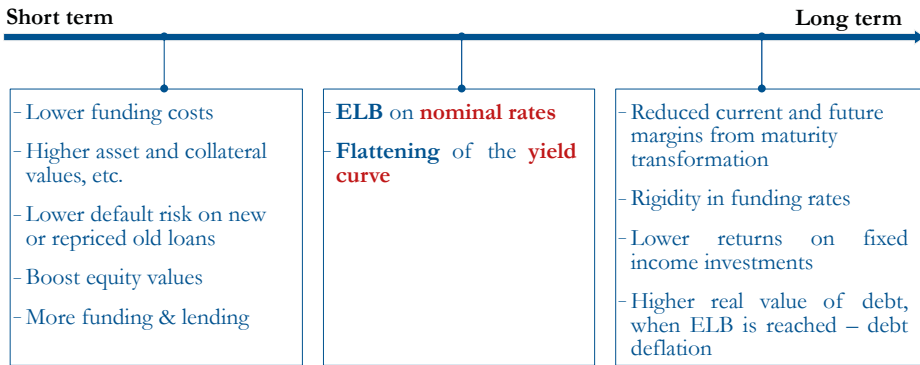 Short term
Long term
- Lower funding costs
- Higher asset and collateral
values, etc.
- Lower default risk on new
or repriced old loans
- Boost equity values
- More funding & lending
- ELB on nominal rates
- Flattening of the yield
curve
- Reduced current and future
margins from maturity
transformation
- Rigidity in funding rates
- Lower returns on fixed
income investments
- Higher real value of debt,
when ELB is reached – debt
deflation